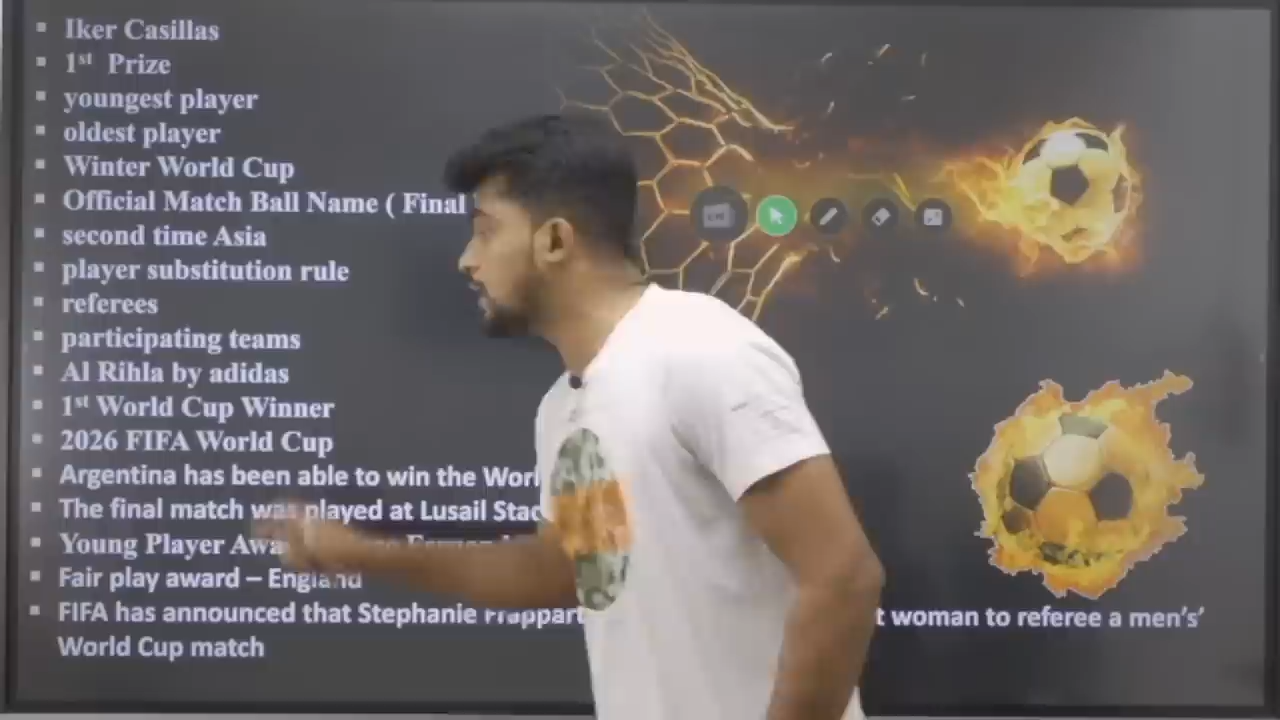 Iker Casillas
1st Prize
youngest player
oldest player
Winter World Cup
Official Match Ball Name ( Final
second time Asia
player substitution rule
referees
participating teams
Al Rihla by adidas
1st World Cup Winner
2026 FIFA World Cup
Argentina has been able to win the
The final match was played at Lusail
Young Player
Fair play award – England
FIFA has announced that Stephanie Frappart woman to referee a men's'
World Cup match